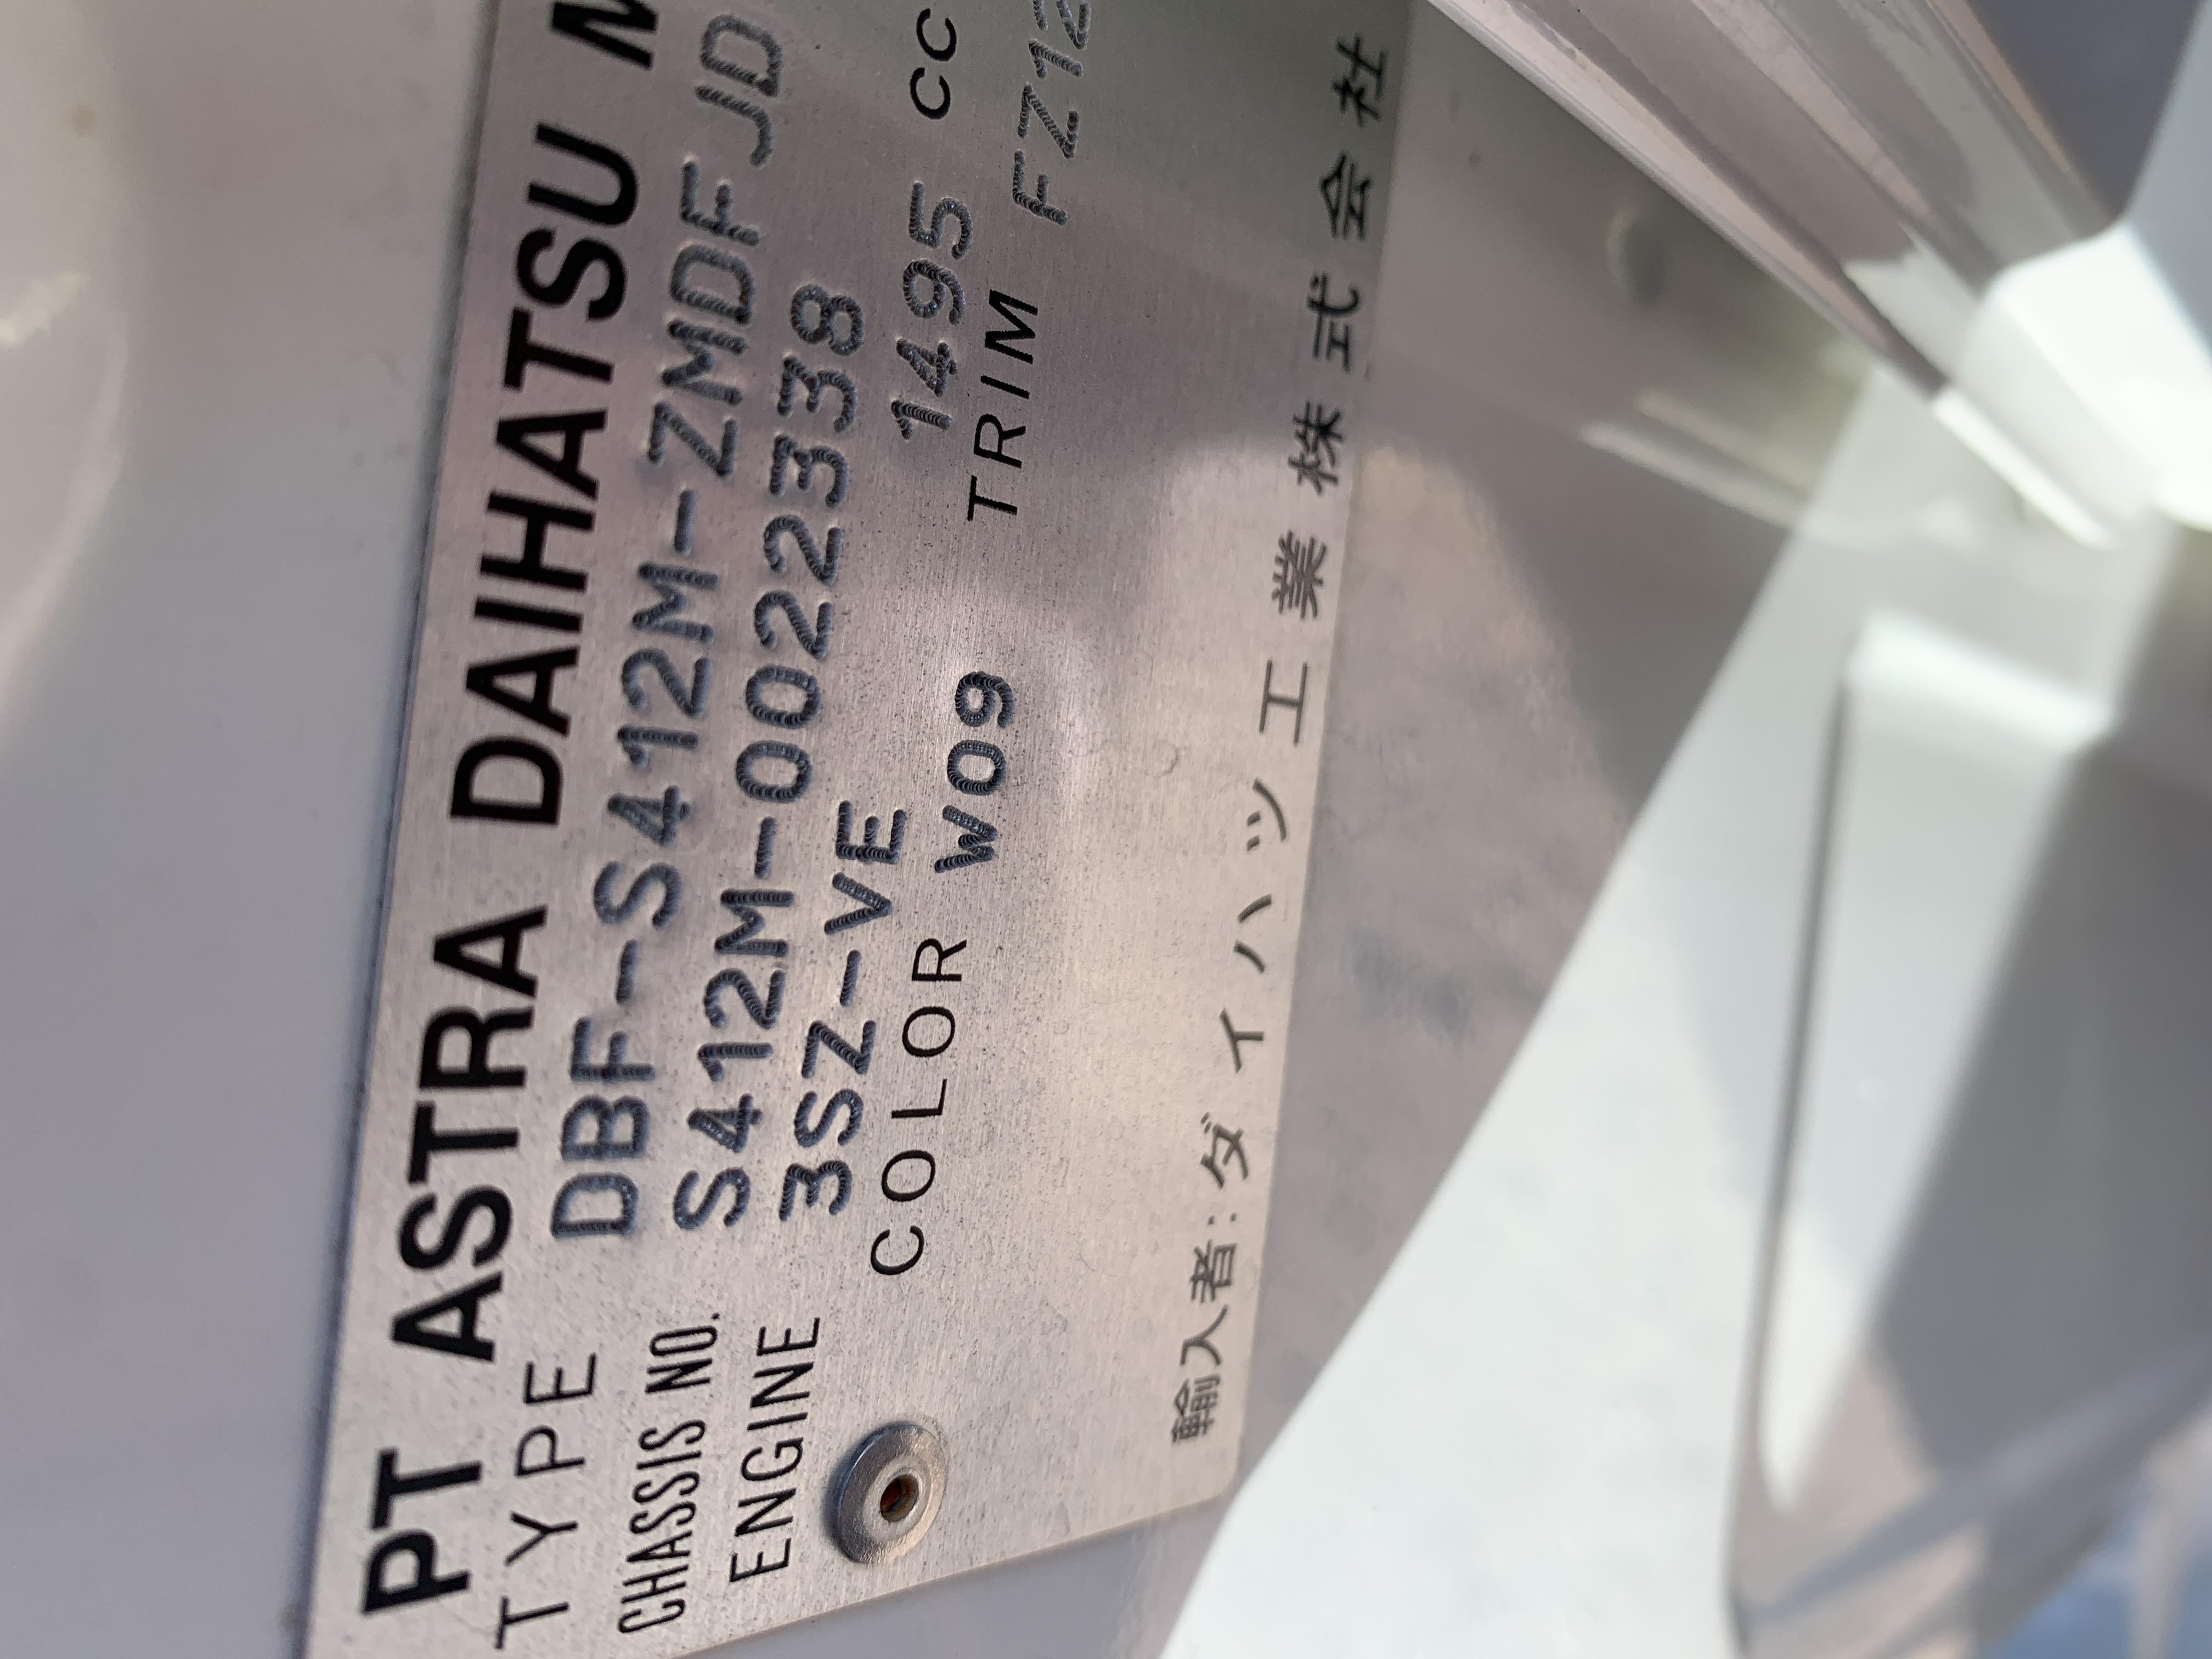 PT ASTRA DAIHATSU M
TYPE DBF-S412M-ZMDFJD
CHASSIS NO. S412M-0022338
ENGINE 3SZ-VE 1495 CC
COLOR W09 TRIM FZ12
輸入者:ダイハツ工業株式会社